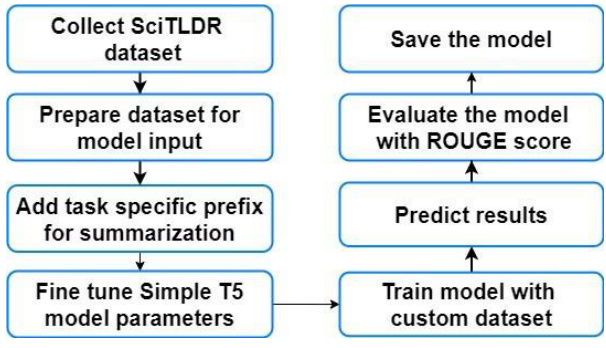 Collect SciTLDR
dataset
Prepare dataset for
model input
Add task specific prefix
for summarization
Fine tune Simple T5
model parameters
Train model with
custom dataset
Predict results
Evaluate the model
with ROUGE score
Save the model